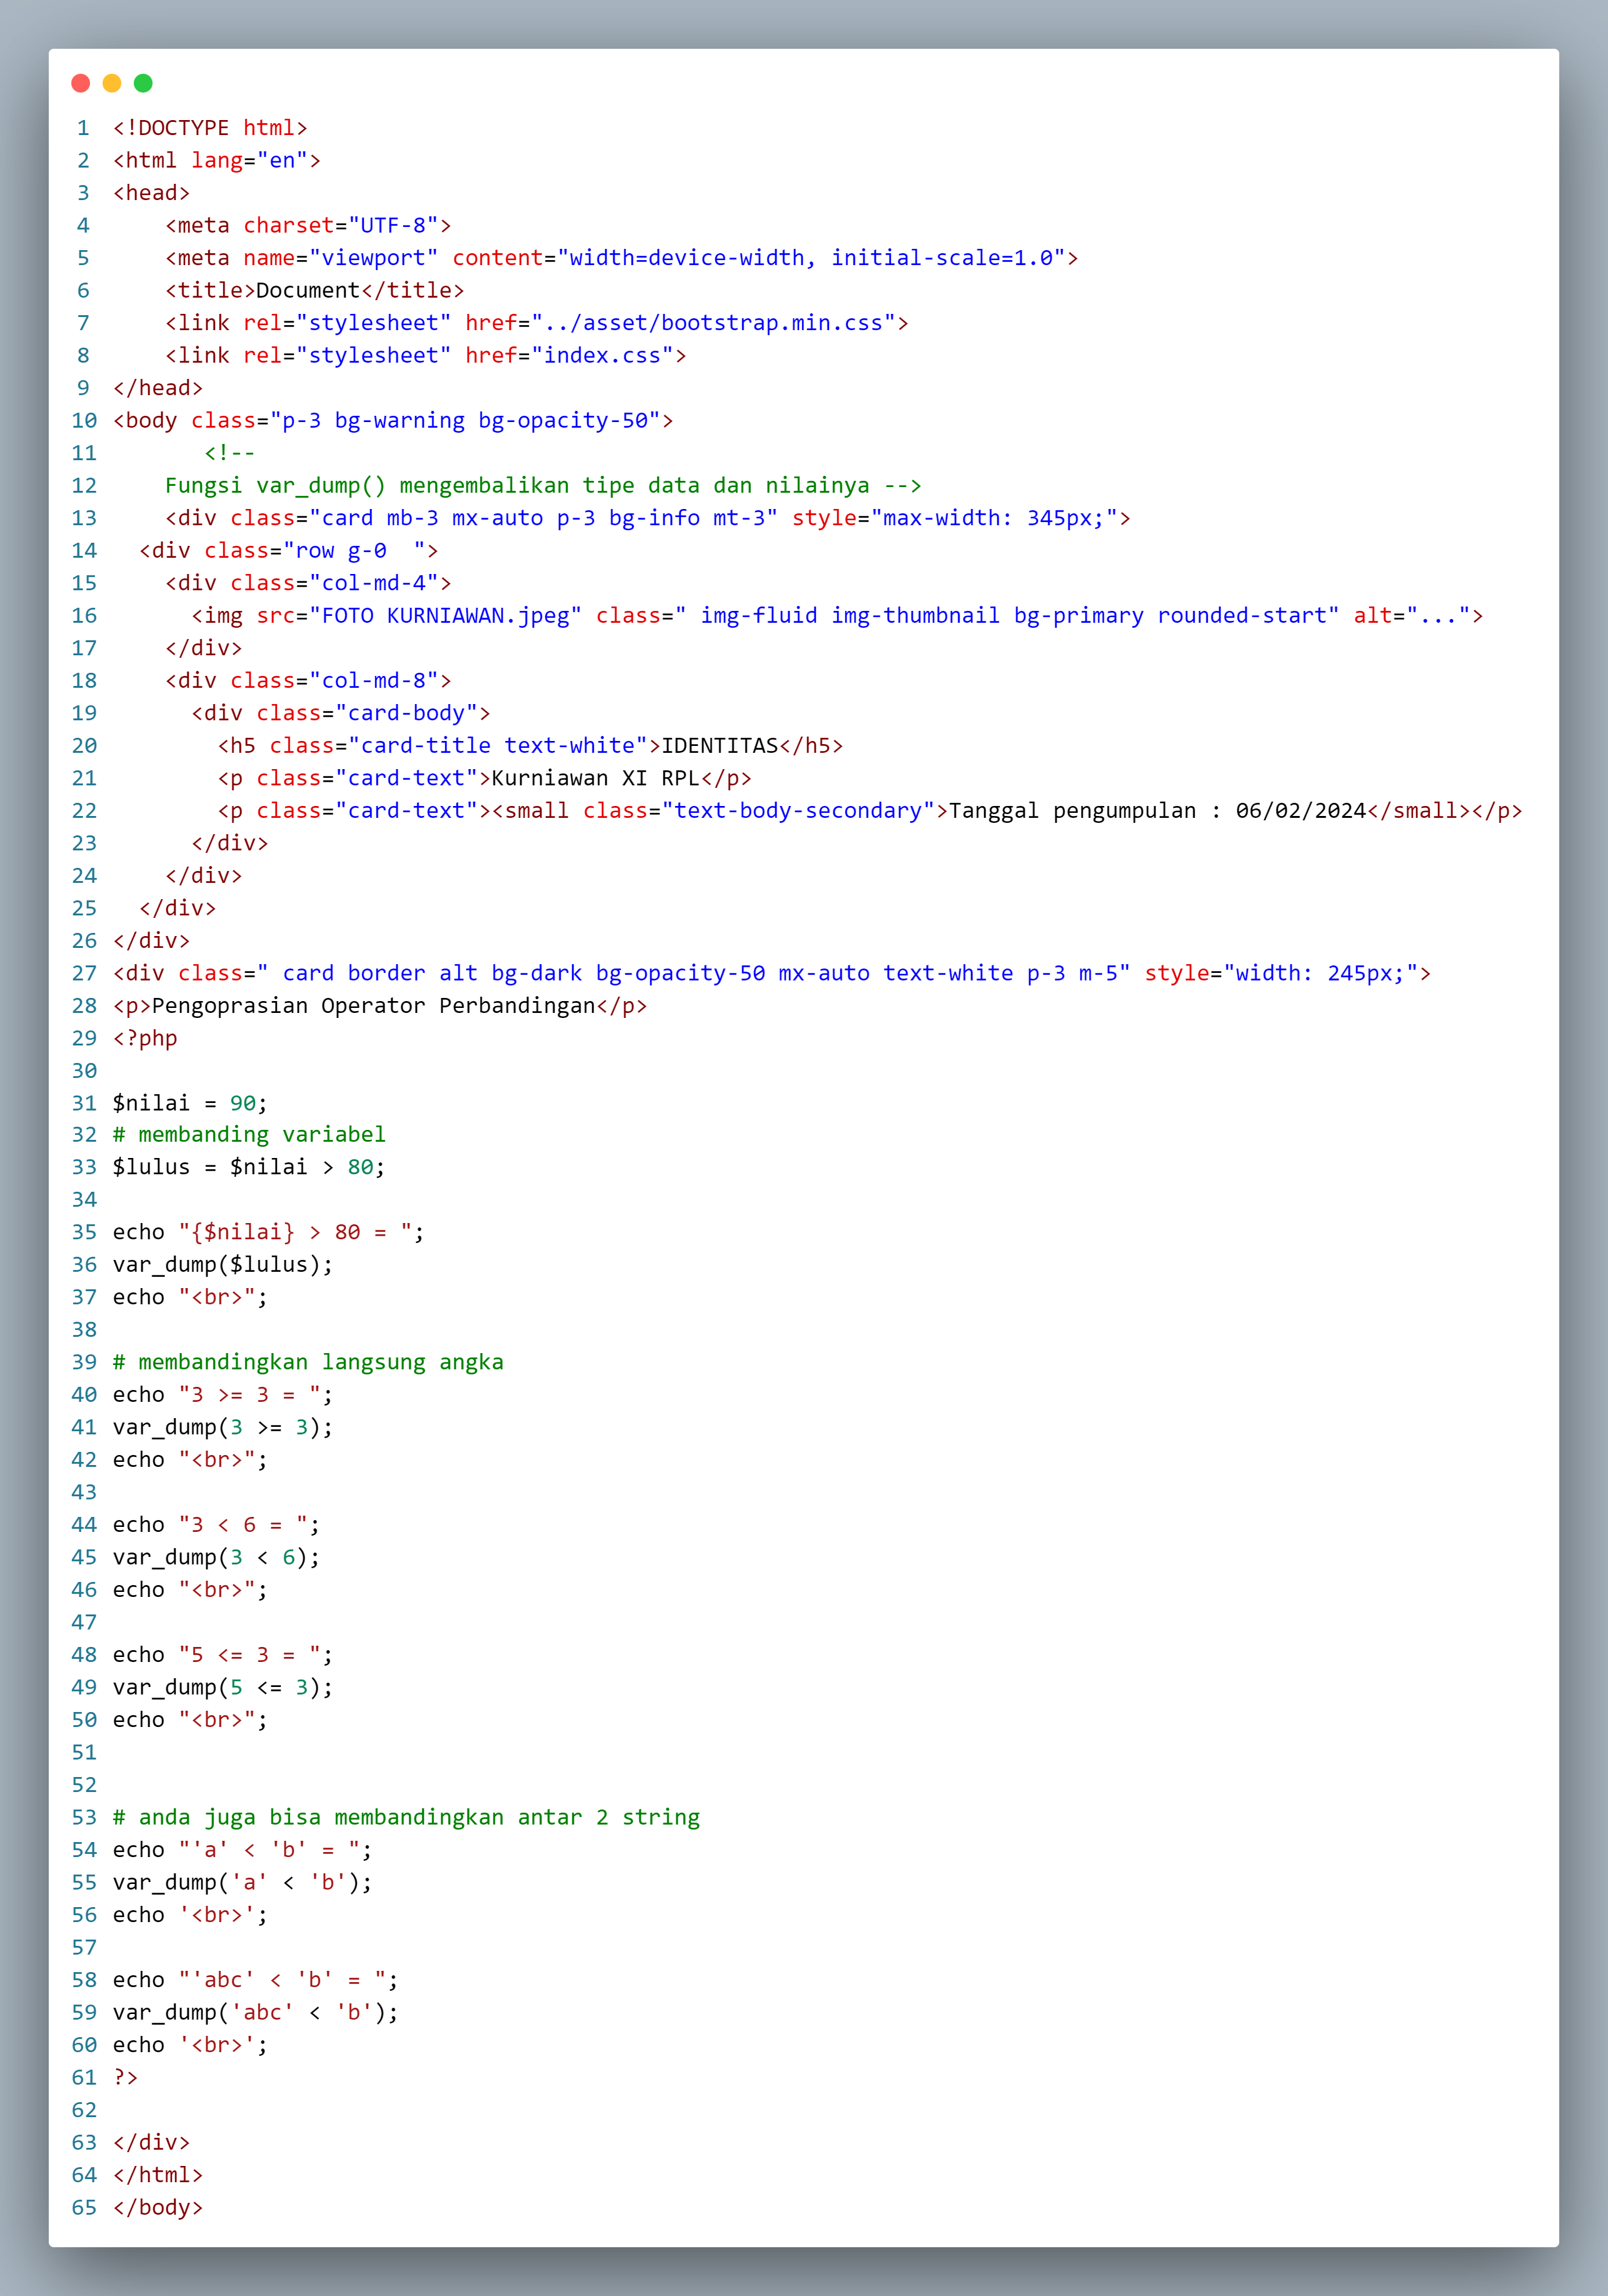 1 <!DOCTYPE html>
2 <html lang="en">
3 <head>
4     <meta charset="UTF-8">
5     <meta name="viewport" content="width=device-width, initial-scale=1.0">
6     <title>Document</title>
7     <link rel="stylesheet" href="../asset/bootstrap.min.css">
8     <link rel="stylesheet" href="index.css">
9 </head>
10 <body class="p-3 bg-warning bg-opacity-50">
11        <!--
12     Fungsi var_dump() mengembalikan tipe data dan nilainya -->
13     <div class="card mb-3 mx-auto p-3 bg-info mt-3" style="max-width: 345px;">
14   <div class="row g-0  ">
15     <div class="col-md-4">
16       <img src="FOTO KURNIAWAN.jpeg" class=" img-fluid img-thumbnail bg-primary rounded-start" alt="...">
17     </div>
18     <div class="col-md-8">
19       <div class="card-body">
20         <h5 class="card-title text-white">IDENTITAS</h5>
21         <p class="card-text">Kurniawan XI RPL</p>
22         <p class="card-text"><small class="text-body-secondary">Tanggal pengumpulan : 06/02/2024</small></p>
23       </div>
24     </div>
25   </div>
26 </div>
27 <div class=" card border alt bg-dark bg-opacity-50 mx-auto text-white p-3 m-5" style="width: 245px;">
28 <p>Pengoprasian Operator Perbandingan</p>
29 <?php
30
31 $nilai = 90;
32 # membanding variabel
33 $lulus = $nilai > 80;
34
35 echo "{$nilai} > 80 = ";
36 var_dump($lulus);
37 echo "<br>";
38
39 # membandingkan langsung angka
40 echo "3 >= 3 = ";
41 var_dump(3 >= 3);
42 echo "<br>";
43
44 echo "3 < 6 = ";
45 var_dump(3 < 6);
46 echo "<br>";
47
48 echo "5 <= 3 = ";
49 var_dump(5 <= 3);
50 echo "<br>";
51
52
53 # anda juga bisa membandingkan antar 2 string
54 echo "'a' < 'b' = ";
55 var_dump('a' < 'b');
56 echo '<br>';
57
58 echo "'abc' < 'b' = ";
59 var_dump('abc' < 'b');
60 echo '<br>';
61 ?>
62
63 </div>
64 </html>
65 </body>